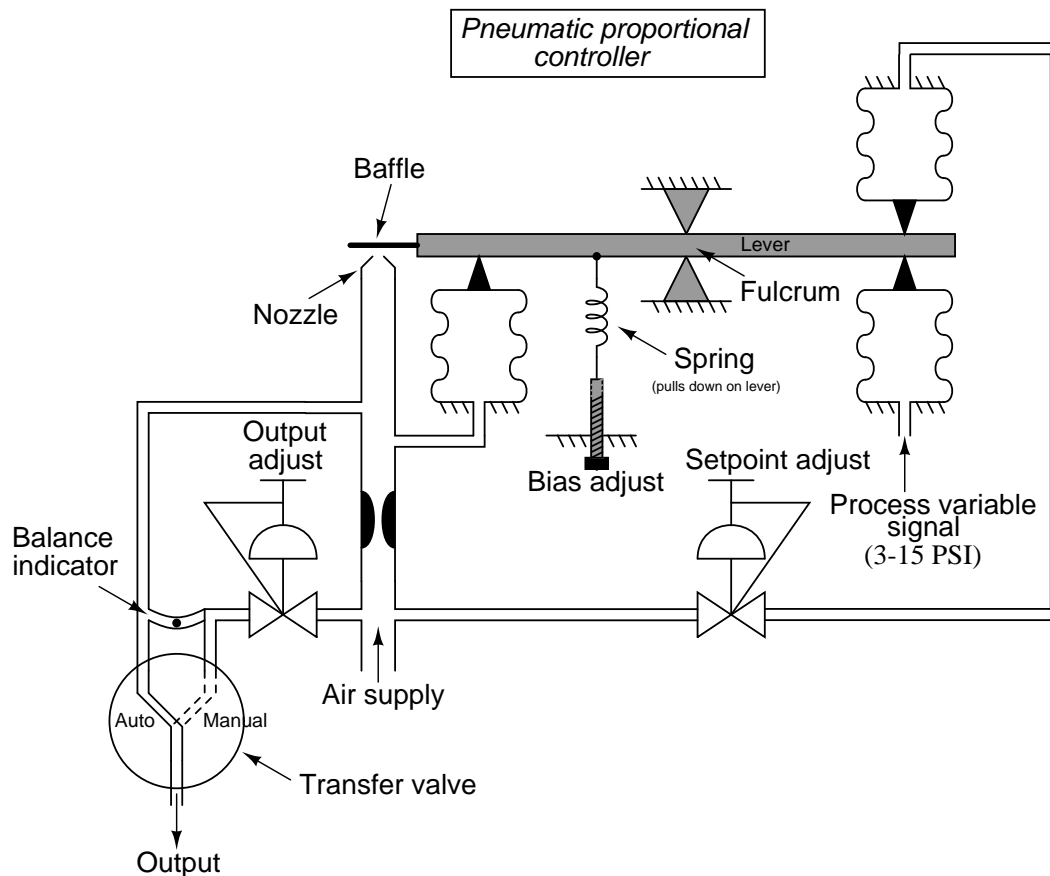 Pneumatic proportional
controller
Baffle
Lever
Nozzle
Fulcrum
Spring
(pulls down on lever)
Output
adjust
Bias adjust
Setpoint adjust
Process variable
signal
(3-15 PSI)
Balance
indicator
Air supply
Auto
Manual
Transfer valve
Output